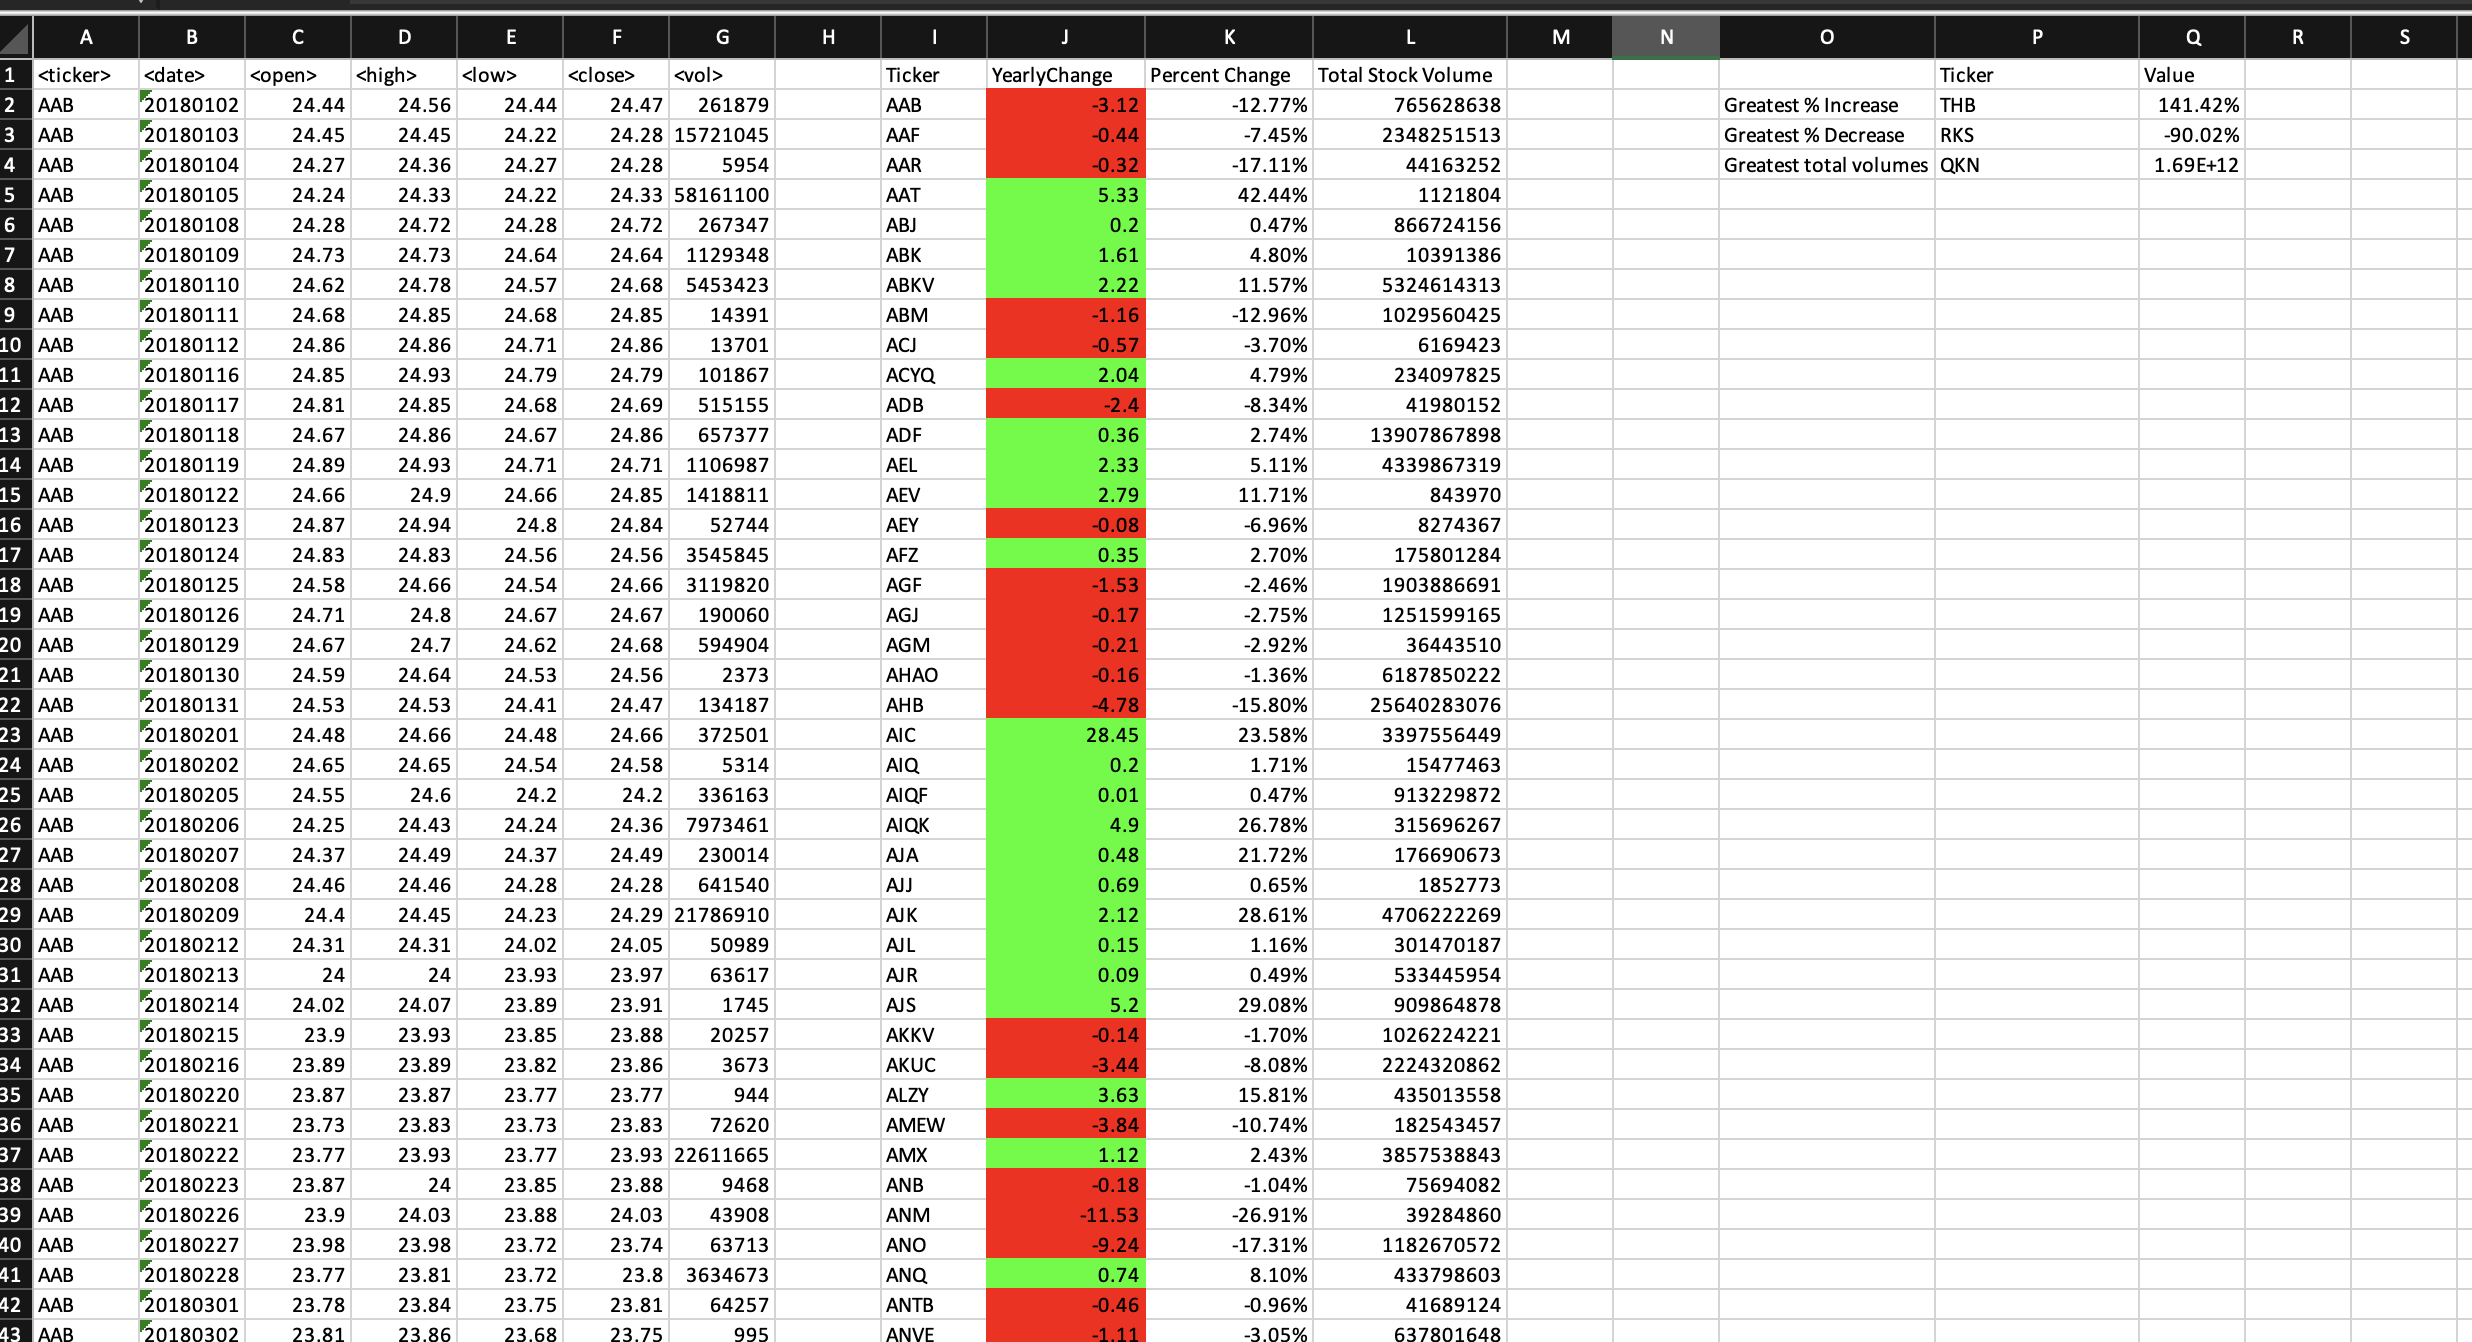 A B C D E F G H I J K L M N O P Q R S
1 <ticker> <date> <open> <high> <low> <close> <vol> Ticker YearlyChange Percent Change Total Stock Volume Ticker Value
2 AAB 20180102 24.44 24.56 24.44 24.47 261879 AAB -3.12 -12.77% 765628638 Greatest % Increase THB 141.42%
3 AAB 20180103 24.45 24.45 24.22 24.28 15721045 AAF -0.44 -7.45% 2348251513 Greatest % Decrease RKS -90.02%
4 AAB 20180104 24.27 24.36 24.27 24.28 5954 AAR -0.32 -17.11% 44163252 Greatest total volumes QKN 1.69E+12
5 AAB 20180105 24.24 24.33 24.22 24.33 58161100 AAT 5.33 42.44% 1121804
6 AAB 20180108 24.28 24.72 24.28 24.72 267347 ABJ 0.2 0.47% 866724156
7 AAB 20180109 24.73 24.73 24.64 24.64 1129348 ABK 1.61 4.80% 10391386
8 AAB 20180110 24.62 24.78 24.57 24.68 5453423 ABKV 2.22 11.57% 5324614313
9 AAB 20180111 24.68 24.85 24.68 24.85 14391 ABM -1.16 -12.96% 1029560425
10 AAB 20180112 24.86 24.86 24.71 24.86 13701 ACJ -0.57 -3.70% 6169423
11 AAB 20180116 24.85 24.93 24.79 24.79 101867 ACYQ 2.04 4.79% 234097825
12 AAB 20180117 24.81 24.85 24.68 24.69 515155 ADB -2.4 -8.34% 41980152
13 AAB 20180118 24.67 24.86 24.67 24.86 657377 ADF 0.36 2.74% 13907867898
14 AAB 20180119 24.89 24.93 24.71 24.71 1106987 AEL 2.33 5.11% 4339867319
15 AAB 20180122 24.66 24.9 24.66 24.85 1418811 AEV 2.79 11.71% 843970
16 AAB 20180123 24.87 24.94 24.8 24.84 52744 AEY -0.08 -6.96% 8274367
17 AAB 20180124 24.83 24.83 24.56 24.56 3545845 AFZ 0.35 2.70% 175801284
18 AAB 20180125 24.58 24.66 24.54 24.66 3119820 AGF -1.53 -2.46% 1903886691
19 AAB 20180126 24.71 24.8 24.67 24.67 190060 AGJ -0.17 -2.75% 1251599165
20 AAB 20180129 24.67 24.7 24.62 24.68 594904 AGM -0.21 -2.92% 36443510
21 AAB 20180130 24.59 24.64 24.53 24.56 2373 AHAO -0.16 -1.36% 6187850222
22 AAB 20180131 24.53 24.53 24.41 24.47 134187 AHB -4.78 -15.80% 25640283076
23 AAB 20180201 24.48 24.66 24.48 24.66 372501 AIC 28.45 23.58% 3397556449
24 AAB 20180202 24.65 24.65 24.54 24.58 5314 AIQ 0.2 1.71% 15477463
25 AAB 20180205 24.55 24.6 24.2 24.2 336163 AIQF 0.01 0.47% 913229872
26 AAB 20180206 24.25 24.43 24.24 24.36 7973461 AIQK 4.9 26.78% 315696267
27 AAB 20180207 24.37 24.49 24.37 24.49 230014 AJA 0.48 21.72% 176690673
28 AAB 20180208 24.46 24.46 24.28 24.28 641540 AJJ 0.69 0.65% 1852773
29 AAB 20180209 24.4 24.45 24.23 24.29 21786910 AJK 2.12 28.61% 4706222269
30 AAB 20180212 24.31 24.31 24.02 24.05 50989 AJL 0.15 1.16% 301470187
31 AAB 20180213 24 24 23.93 23.97 63617 AJR 0.09 0.49% 533445954
32 AAB 20180214 24.02 24.07 23.89 23.91 1745 AJS 5.2 29.08% 909864878
33 AAB 20180215 23.9 23.93 23.85 23.88 20257 AKKV -0.14 -1.70% 1026224221
34 AAB 20180216 23.89 23.89 23.82 23.86 3673 AKUC -3.44 -8.08% 2224320862
35 AAB 20180220 23.87 23.87 23.77 23.77 944 ALZY 3.63 15.81% 435013558
36 AAB 20180221 23.73 23.83 23.73 23.83 72620 AMEW -3.84 -10.74% 182543457
37 AAB 20180222 23.77 23.93 23.77 23.93 22611665 AMX 1.12 2.43% 3857538843
38 AAB 20180223 23.87 24 23.85 23.88 9468 ANB -0.18 -1.04% 75694082
39 AAB 20180226 23.9 24.03 23.88 24.03 43908 ANM -11.53 -26.91% 39284860
40 AAB 20180227 23.98 23.98 23.72 23.74 63713 ANO -9.24 -17.31% 1182670572
41 AAB 20180228 23.77 23.81 23.72 23.8 3634673 ANQ 0.74 8.10% 433798603
42 AAB 20180301 23.78 23.84 23.75 23.81 64257 ANTB -0.46 -0.96% 41689124
43 AAB 20180302 23.81 23.86 23.68 23.75 995 ANVE -1.11 -3.05% 637801648